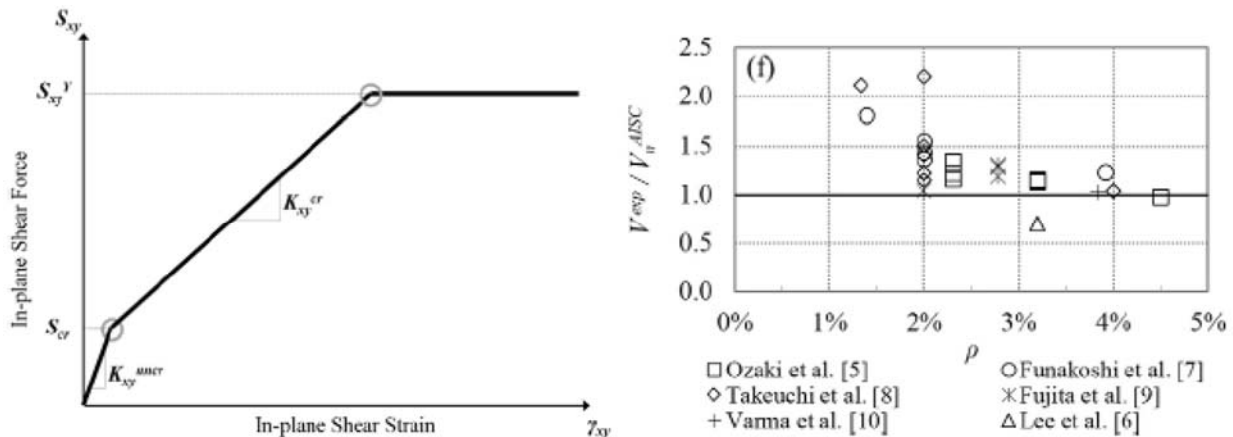 S_xy
S_xy^Y
K_xy^cr
S_cr
K_xy^uncr
In-plane Shear Force
In-plane Shear Strain
γ_xy
(f)
V^exp / V_n^AISC
2.5
2.0
1.5
1.0
0.5
0.0
0% 1% 2% 3% 4% 5%
ρ
□ Ozaki et al. [5] ○ Funakoshi et al. [7]
◇ Takeuchi et al. [8] ⚹ Fujita et al. [9]
+ Varma et al. [10] △ Lee et al. [6]